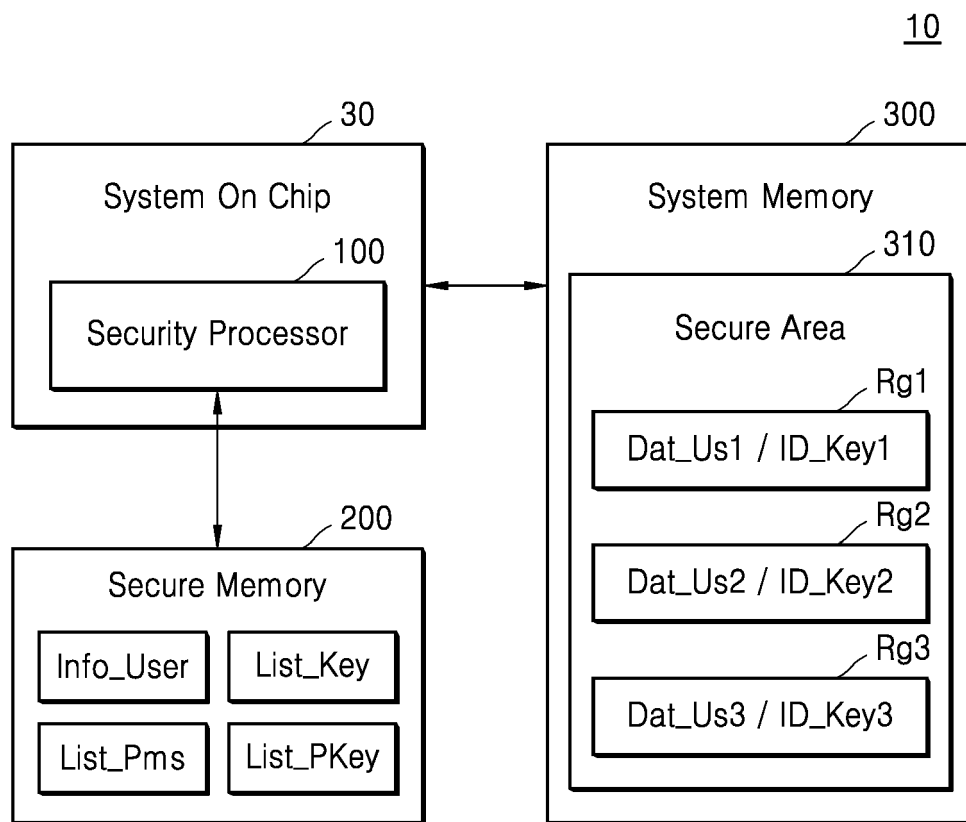 10
30
System On Chip
100
Security Processor
200
Secure Memory
Info_User
List_Key
List_Pms
List_PKey
300
System Memory
310
Secure Area
Rg1
Dat_Us1 / ID_Key1
Rg2
Dat_Us2 / ID_Key2
Rg3
Dat_Us3 / ID_Key3